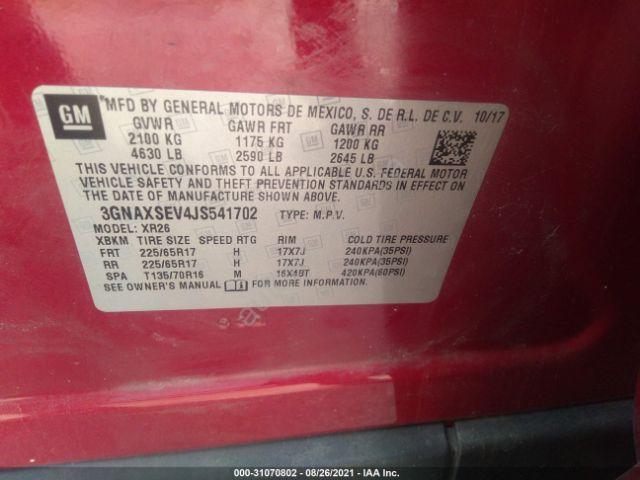 GM
*MFD BY GENERAL MOTORS DE MEXICO, S. DE R.L. DE C.V. 10/17
GVWR GAWR FRT GAWR RR
2100 KG 1175 KG 1200 KG
4630 LB 2590 LB 2645 LB
THIS VEHICLE CONFORMS TO ALL APPLICABLE U.S. FEDERAL MOTOR
VEHICLE SAFETY AND THEFT PREVENTION STANDARDS IN EFFECT ON
THE DATE OF MANUFACTURE SHOWN ABOVE.
3GNAXSEV4JS541702 TYPE: M.P.V.
MODEL: XR26
XBKM TIRE SIZE SPEED RTG RIM COLD TIRE PRESSURE
FRT 225/65R17 H 17X7J 240KPA(35PSI)
RR 225/65R17 H 17X7J 240KPA(35PSI)
SPA T135/70R16 M 16X4BT 420KPA(60PSI)
SEE OWNER'S MANUAL FOR MORE INFORMATION.
000-31070802 - 08/26/2021 - IAA Inc.